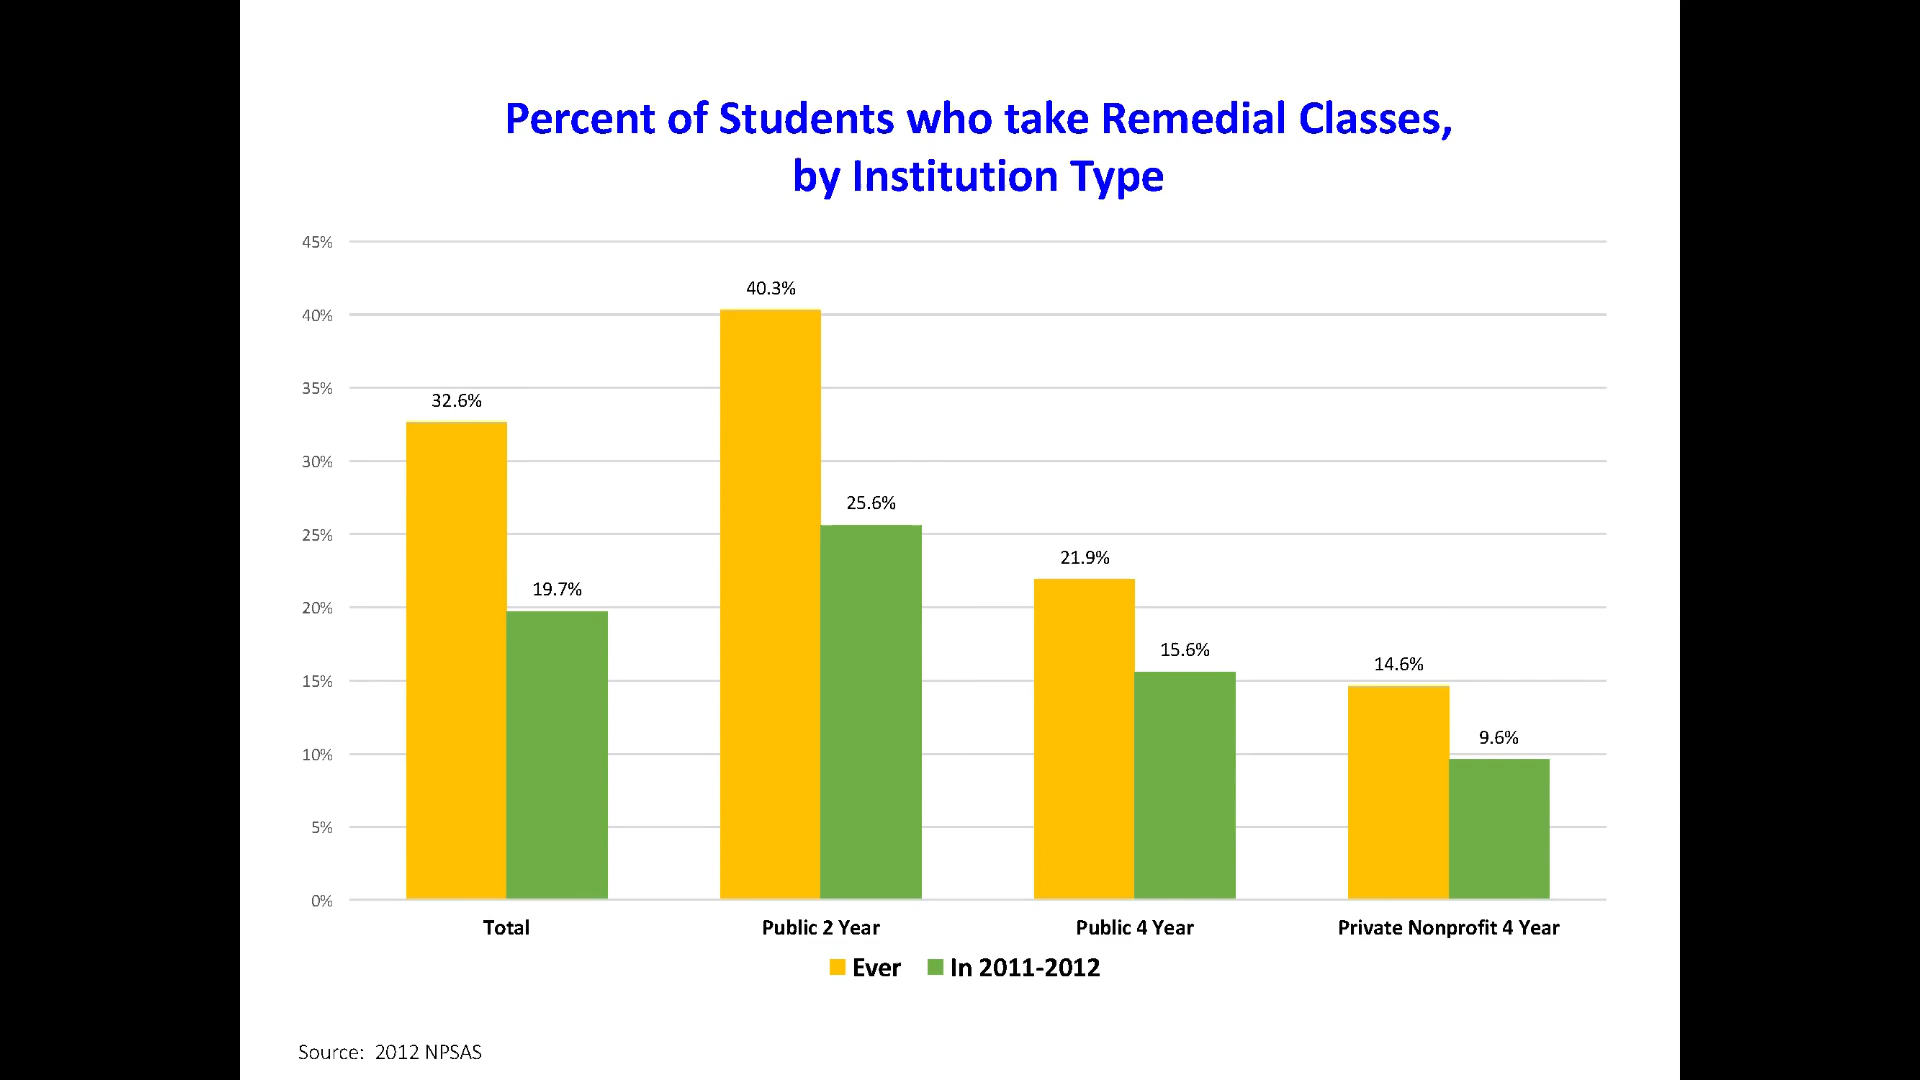 Percent of Students who take Remedial Classes,
by Institution Type
45%
40%
35%
30%
25%
20%
15%
10%
5%
0%
32.6%
19.7%
40.3%
25.6%
21.9%
15.6%
14.6%
9.6%
Total
Public 2 Year
Public 4 Year
Private Nonprofit 4 Year
Ever
In 2011-2012
Source: 2012 NPSAS